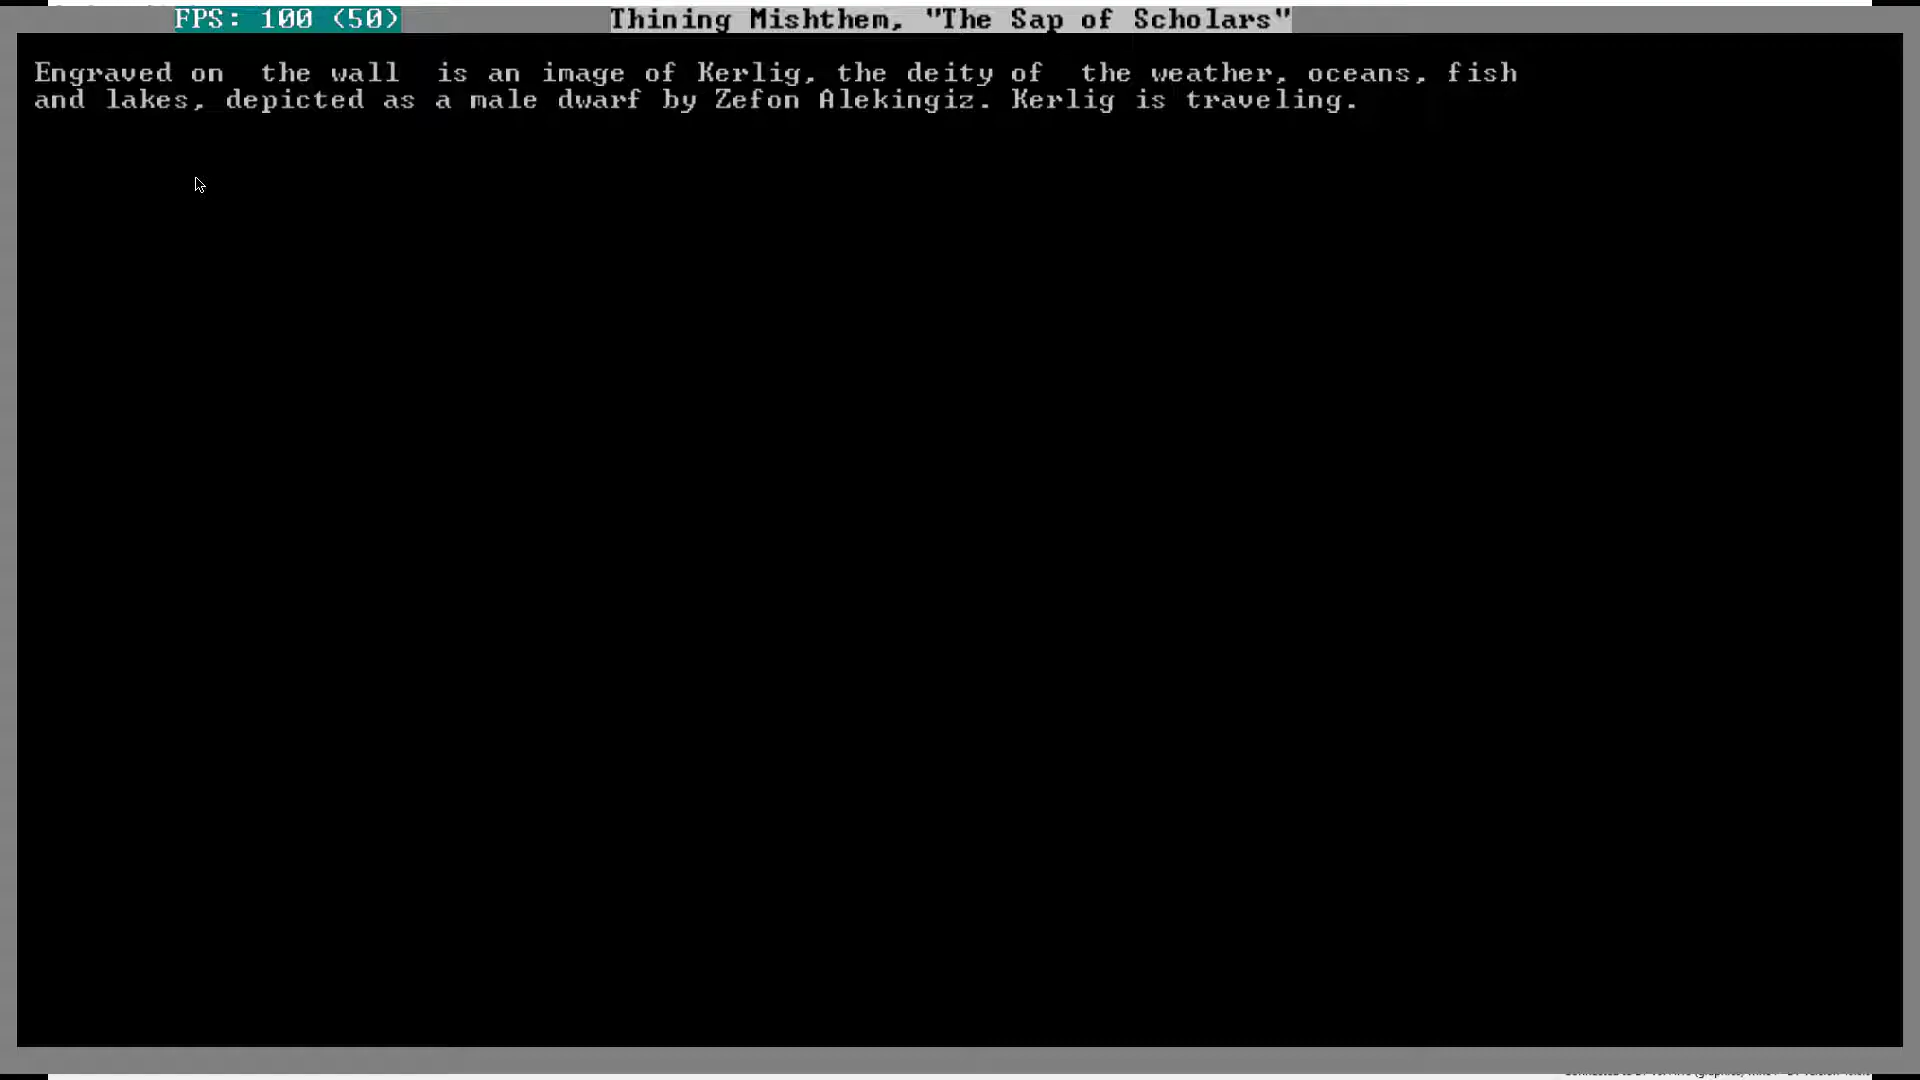 FPS: 100 (50) Thining Mishthem, "The Sap of Scholars"
Engraved on the wall is an image of Kerlig, the deity of the weather, oceans, fish
and lakes, depicted as a male dwarf by Zefon Alekingiz. Kerlig is traveling.